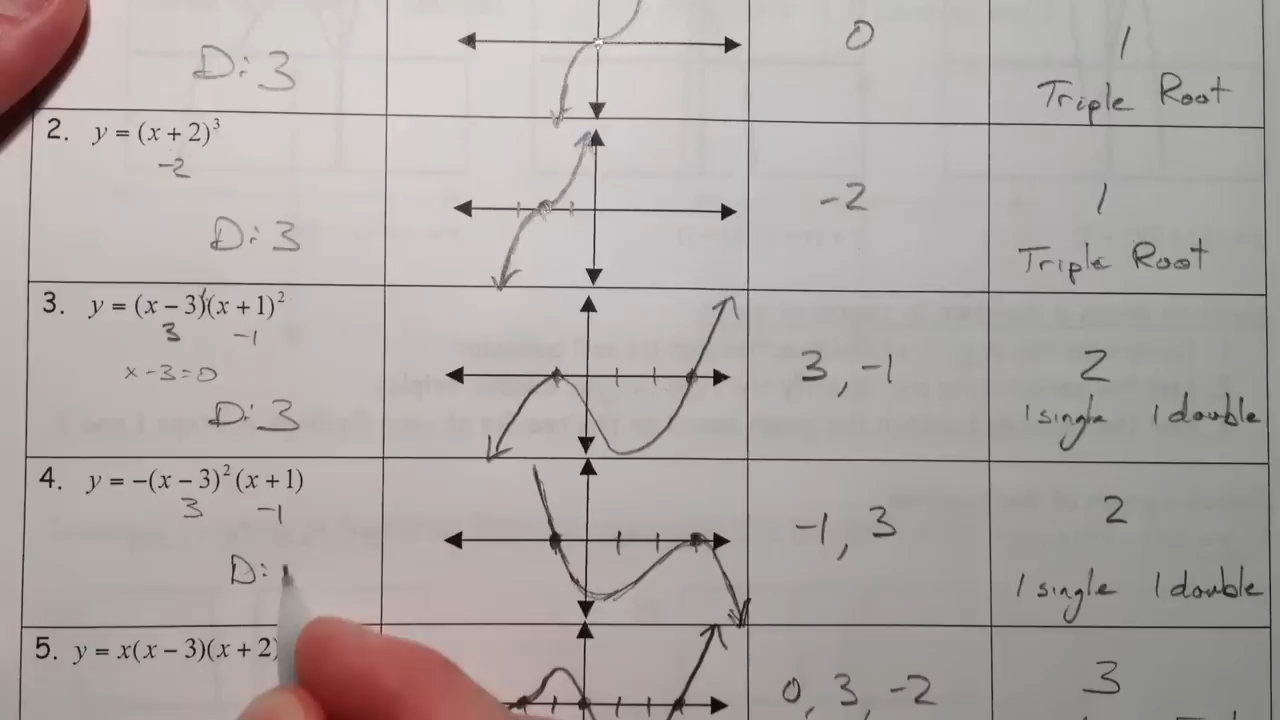 D: 3
0
1
Triple Root
2. y = (x + 2)³
-2
D: 3
-2
1
Triple Root
3. y = (x − 3)(x + 1)²
3 -1
x - 3 = 0
D: 3
3, -1
2
1 single 1 double
4. y = −(x − 3)² (x + 1)
3 -1
D:
-1, 3
2
1 single 1 double
5. y = x(x − 3)(x + 2)
0, 3, -2
3